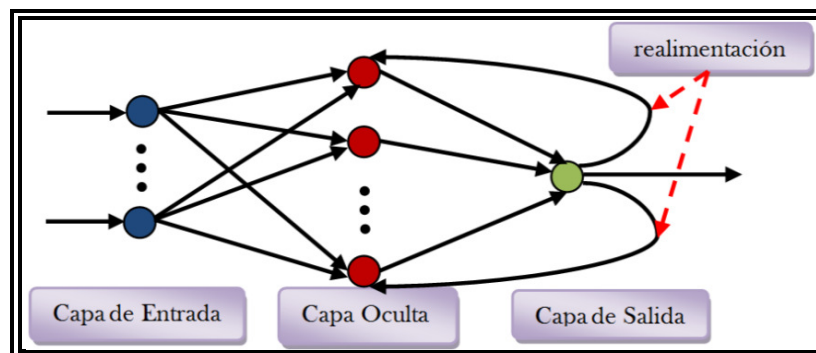 realimentación
Capa de Entrada
Capa Oculta
Capa de Salida